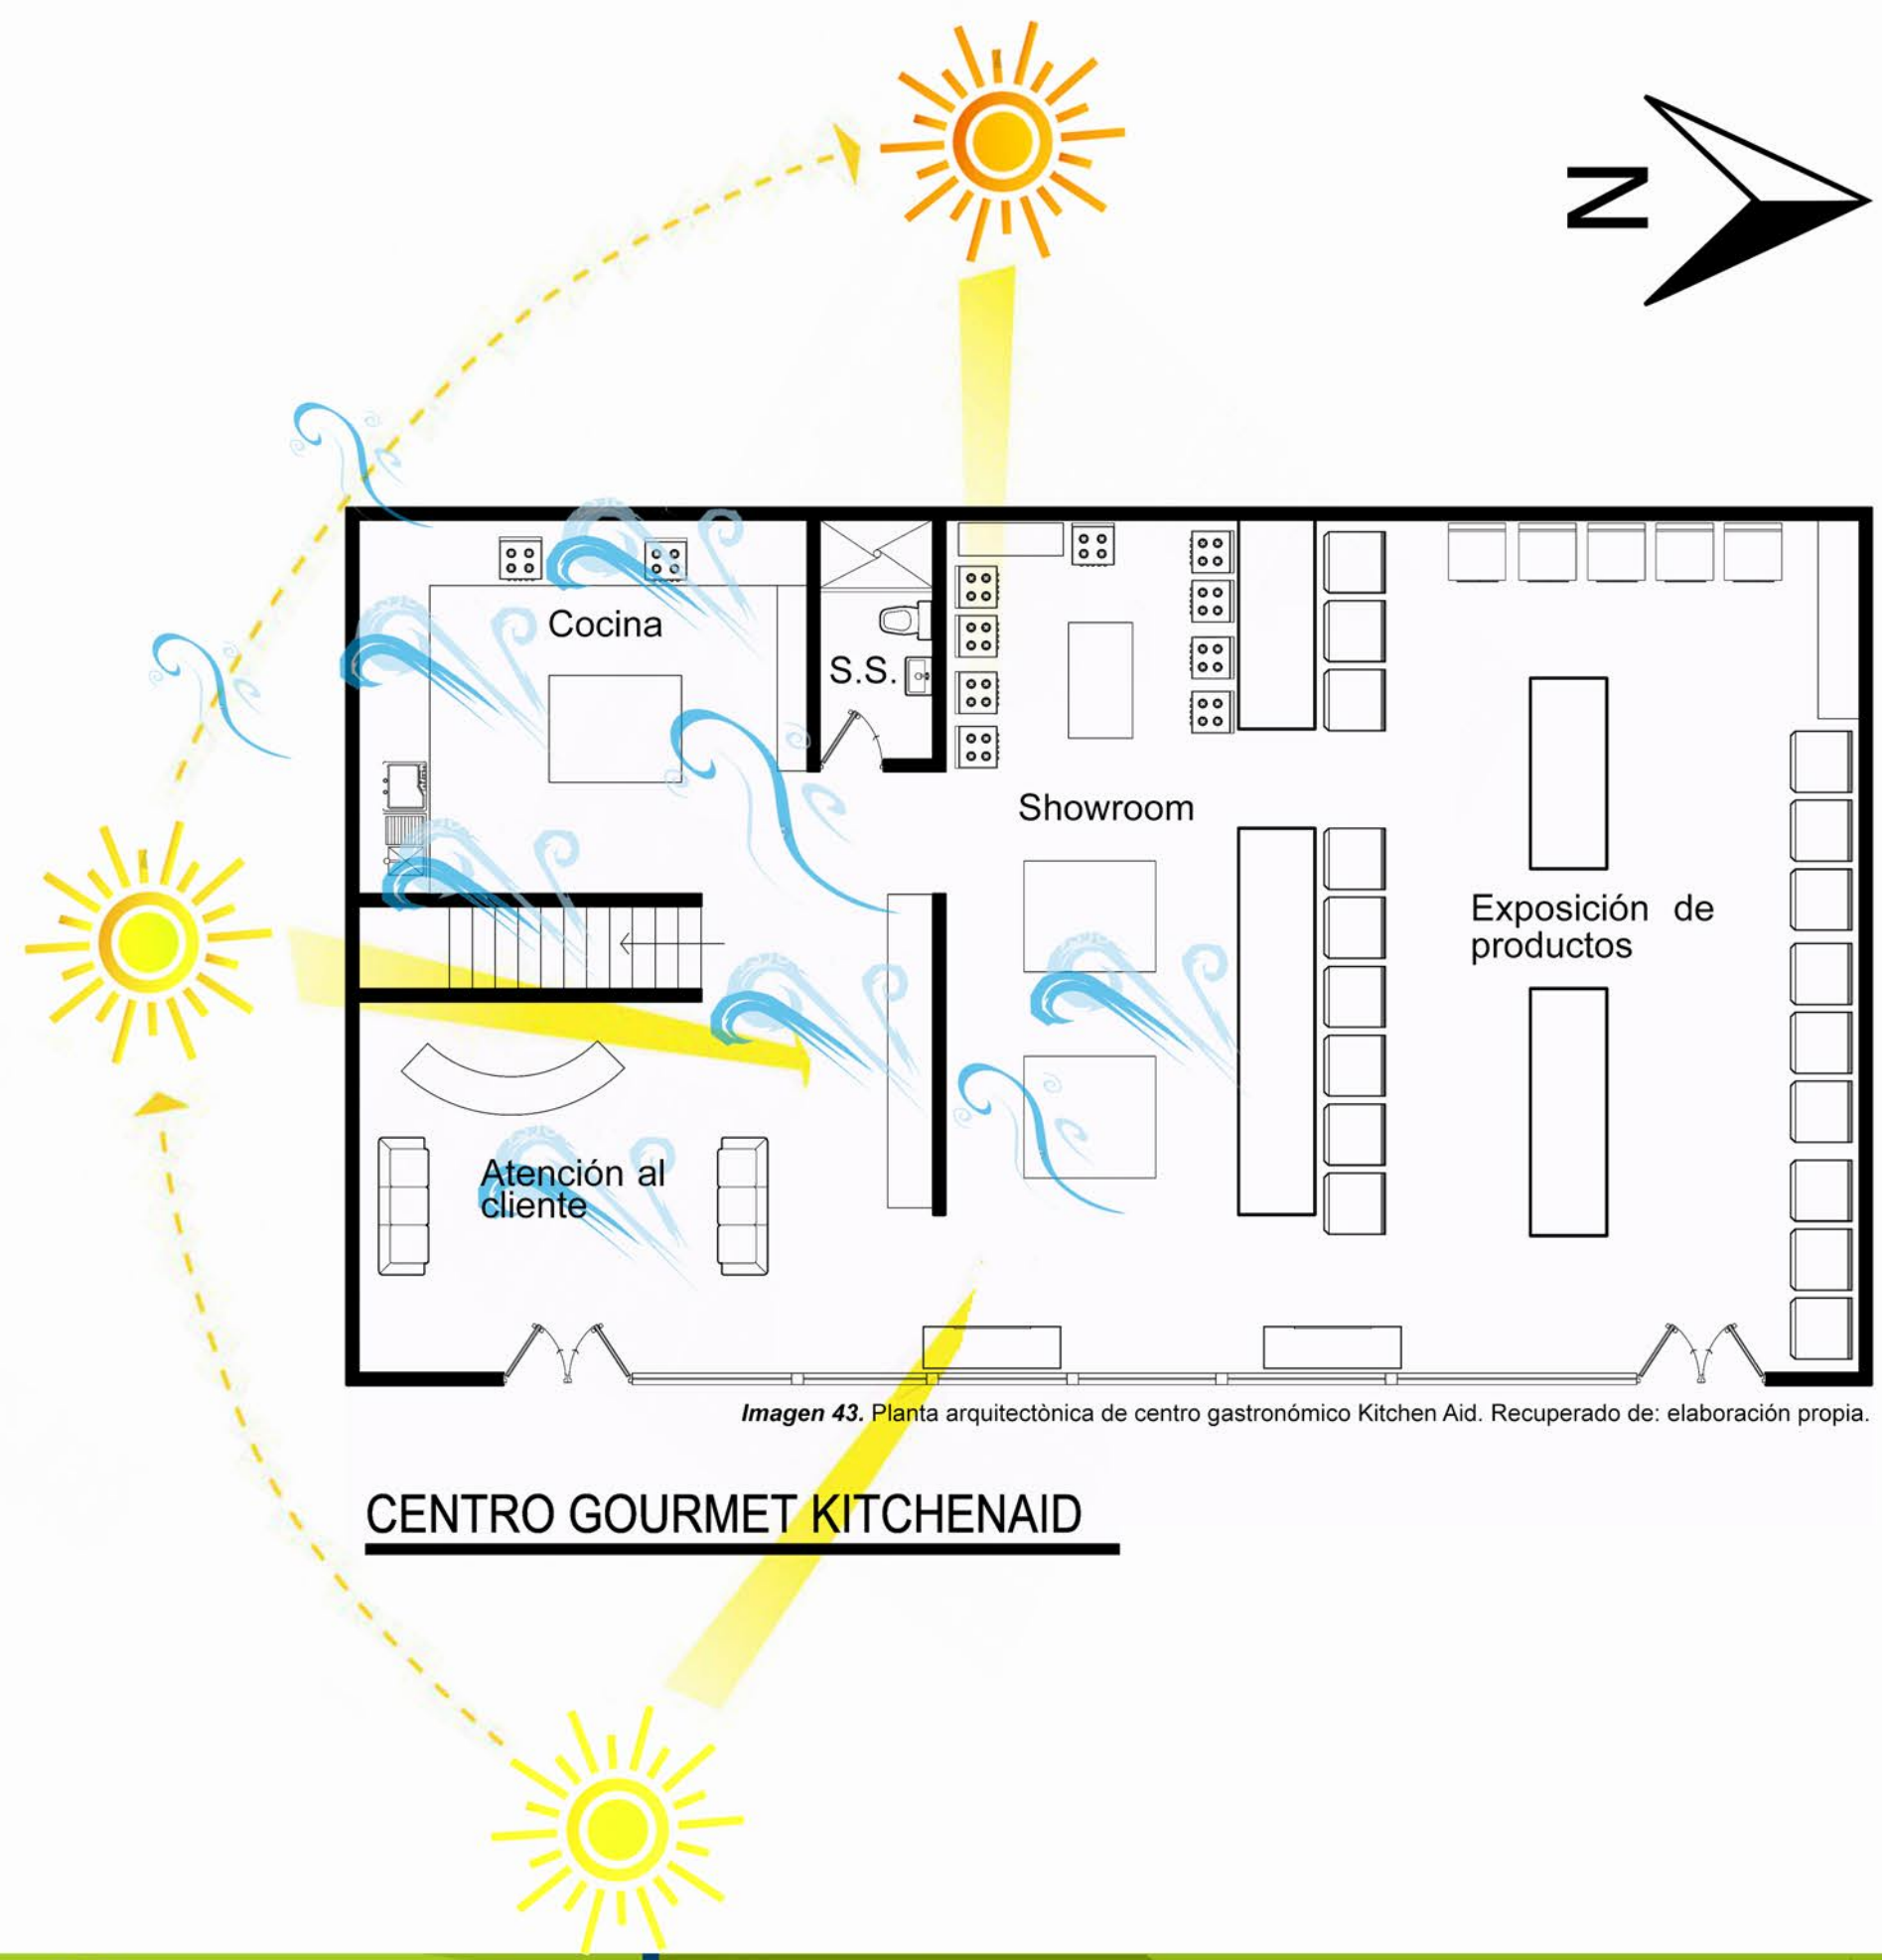 N
Cocina
S.S.
Showroom
Exposición de
productos
Atención al
cliente
Imagen 43. Planta arquitectònica de centro gastronómico Kitchen Aid. Recuperado de: elaboración propia.
CENTRO GOURMET KITCHENAID